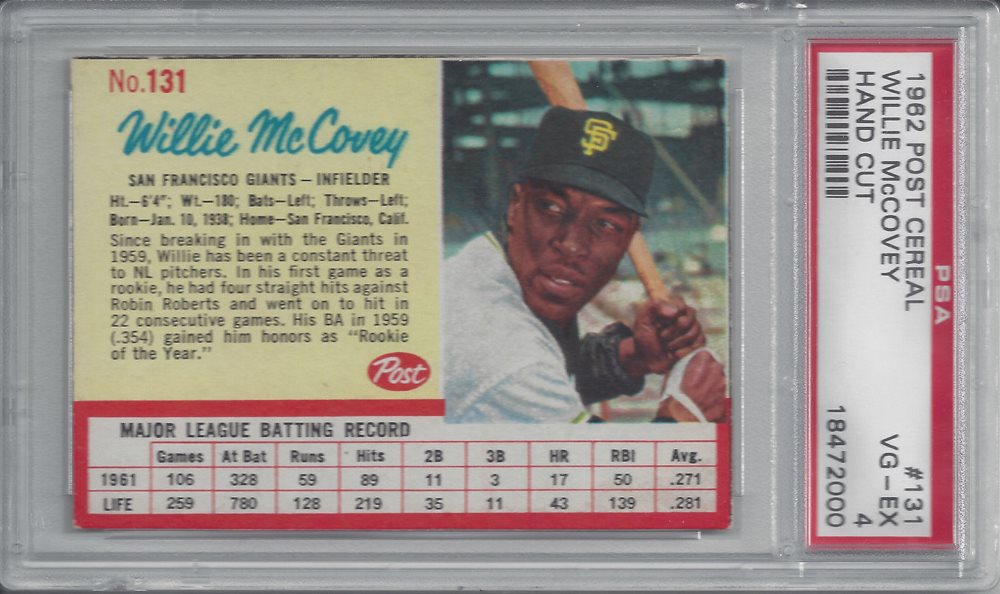 No.131
Willie McCovey
SAN FRANCISCO GIANTS — INFIELDER
Ht.—6'4"; Wt.—180; Bats—Left; Throws—Left;
Born—Jan. 10, 1938; Home—San Francisco, Calif.
Since breaking in with the Giants in
1959, Willie has been a constant threat
to NL pitchers. In his first game as a
rookie, he had four straight hits against
Robin Roberts and went on to hit in
22 consecutive games. His BA in 1959
(.354) gained him honors as "Rookie
of the Year."
Post
SF
MAJOR LEAGUE BATTING RECORD
Games At Bat Runs Hits 2B 3B HR RBI Avg.
1961 106 328 59 89 11 3 17 50 .271
LIFE 259 780 128 219 35 11 43 139 .281
PSA
1962 POST CEREAL #131
WILLIE McCOVEY VG-EX
HAND CUT 4
18472000